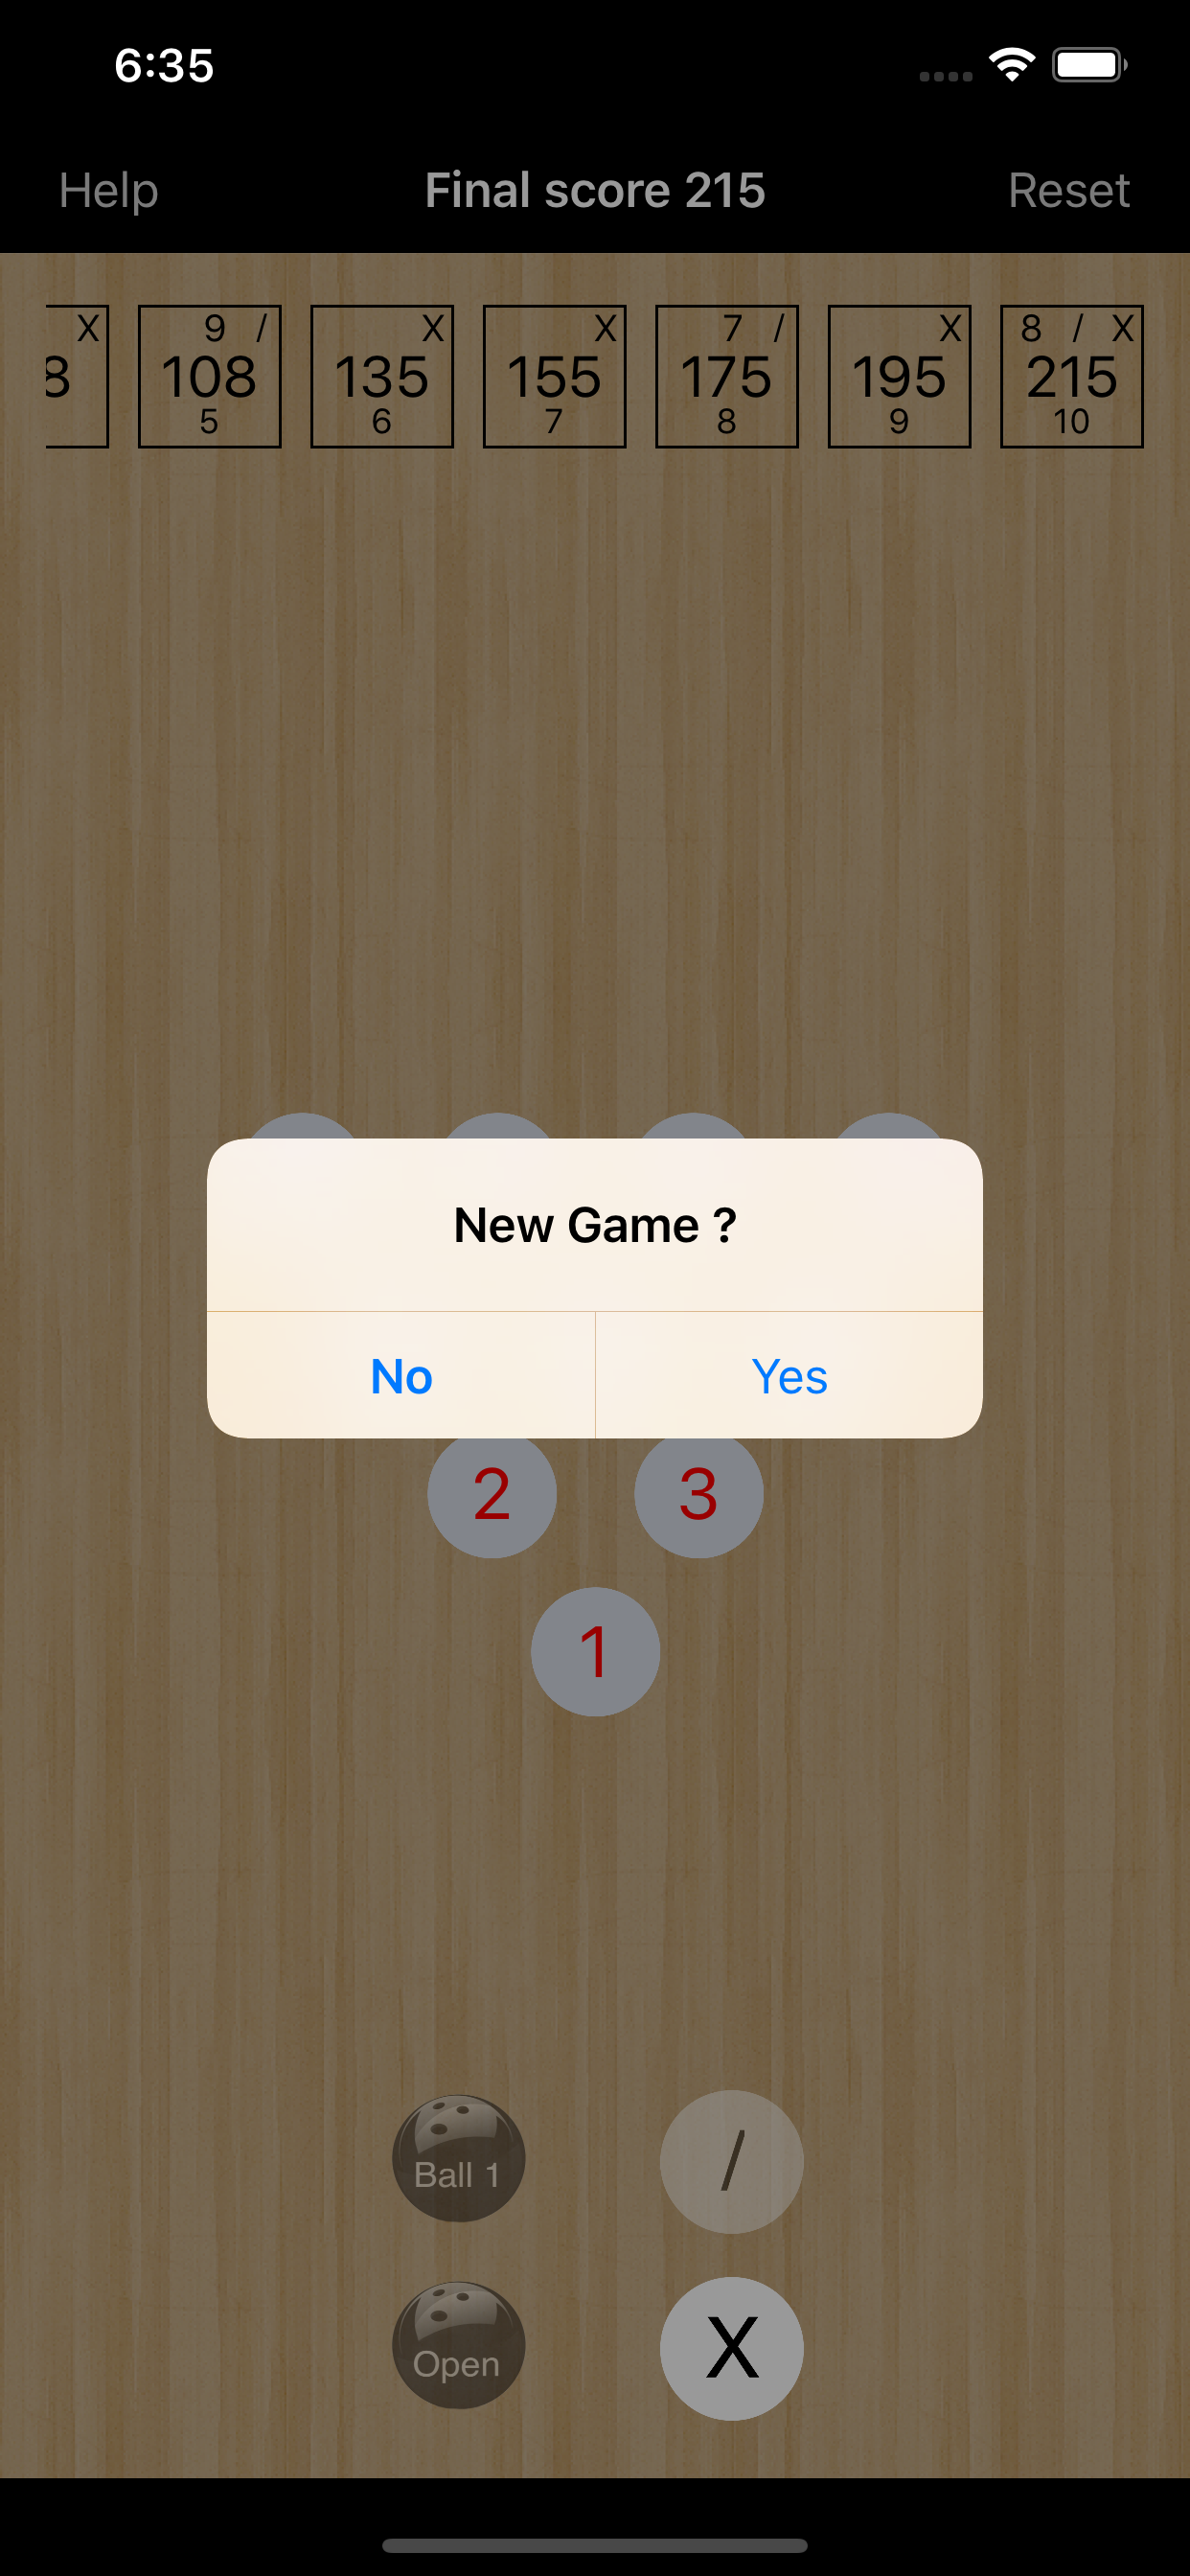 6:35
Help Final score 215 Reset
X 9 / X X 7 / X 8 / X
8 108 135 155 175 195 215
5 6 7 8 9 10
New Game ?
No Yes
2 3
1
Ball 1 /
Open X